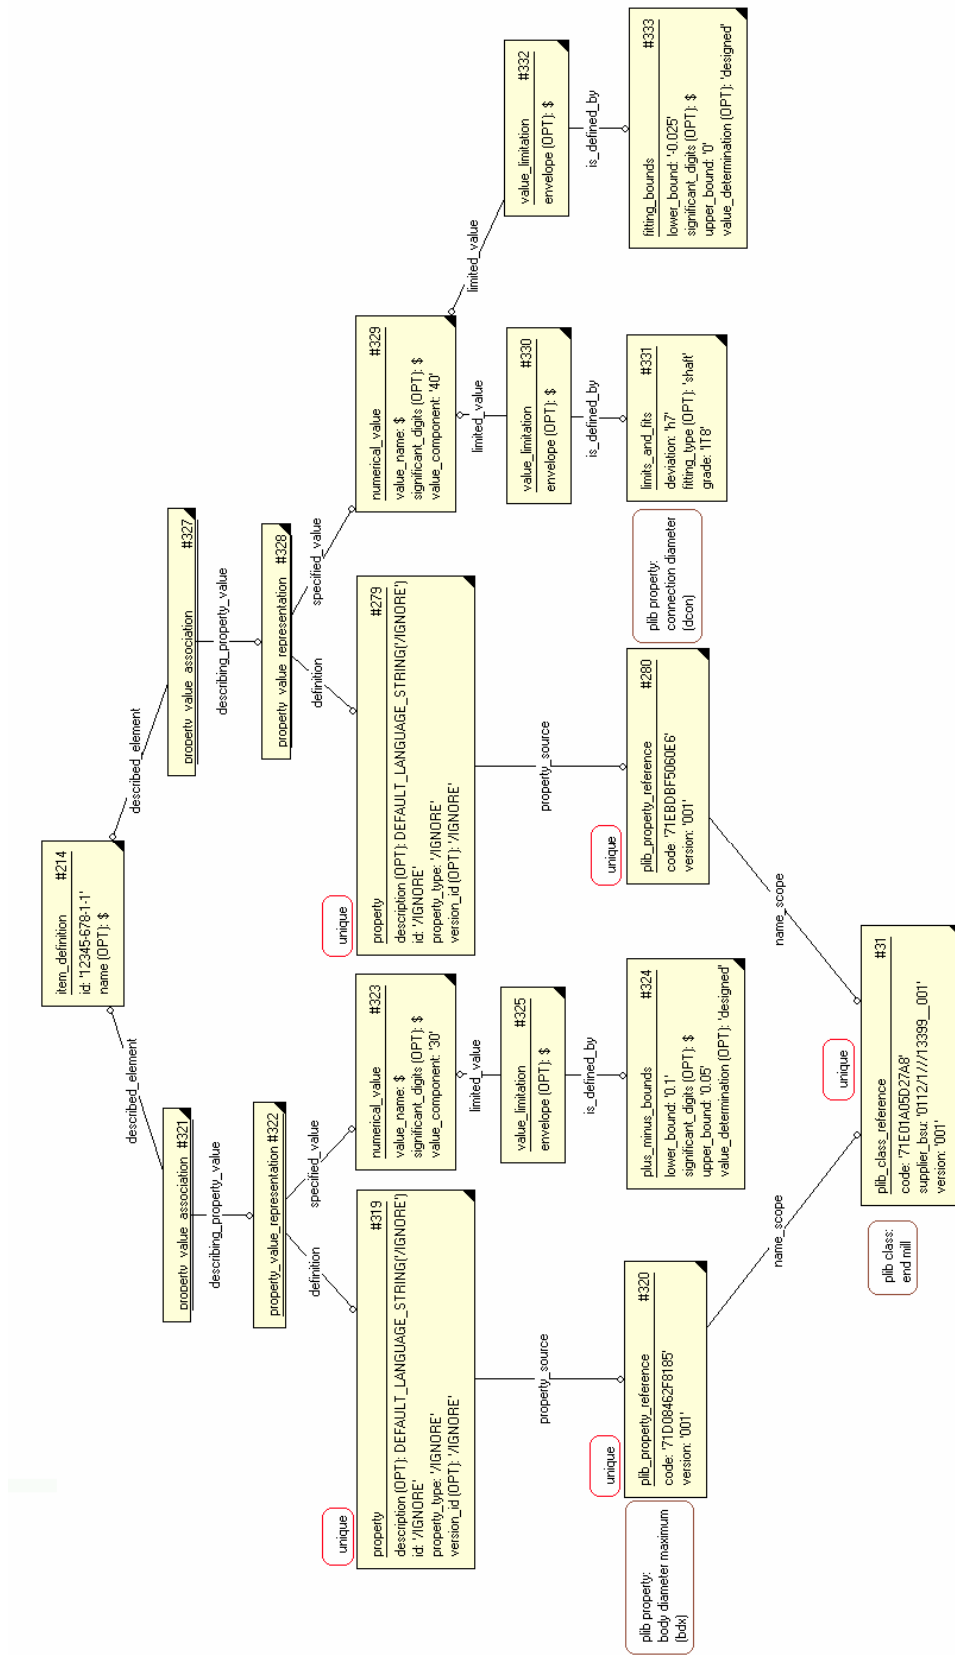 item_definition #214
id: '12345-678-1-1'
name (OPT): $
described_element
described_element
property_value_association #321
describing_property_value
property_value_representation #322
definition
specified_value
unique
property #319
description (OPT): DEFAULT_LANGUAGE_STRING('/IGNORE')
id: '/IGNORE'
property_type: '/IGNORE'
version_id (OPT): '/IGNORE'
property_source
numerical_value #323
value_name: $
significant_digits (OPT): $
value_component: '30'
limited_value
value_limitation #325
envelope (OPT): $
is_defined_by
plus_minus_bounds #324
lower_bound: '0.1'
significant_digits (OPT): $
upper_bound: '0.05'
value_determination (OPT): 'designed'
unique
plib_property_reference #320
code: '71D08462F8185'
version: '001'
plib property:
body diameter maximum
(bdx)
name_scope
property_value_association #327
describing_property_value
property_value_representation #328
definition
specified_value
unique
property #279
description (OPT): DEFAULT_LANGUAGE_STRING('/IGNORE')
id: '/IGNORE'
property_type: '/IGNORE'
version_id (OPT): '/IGNORE'
property_source
unique
plib_property_reference #280
code: '71EBDBF5060E6'
version: '001'
plib property:
connection diameter
(dcon)
name_scope
numerical_value #329
value_name: $
significant_digits (OPT): $
value_component: '40'
limited_value
value_limitation #330
envelope (OPT): $
is_defined_by
limits_and_fits #331
deviation: 'h7'
fitting_type (OPT): 'shaft'
grade: 'IT8'
limited_value
value_limitation #332
envelope (OPT): $
is_defined_by
fitting_bounds #333
lower_bound: '-0.025'
significant_digits (OPT): $
upper_bound: '0'
value_determination (OPT): 'designed'
unique
plib_class_reference #31
code: '71E01A05D27A8'
supplier_bsu: '0112/1///13399__001'
version: '001'
plib class:
end mill